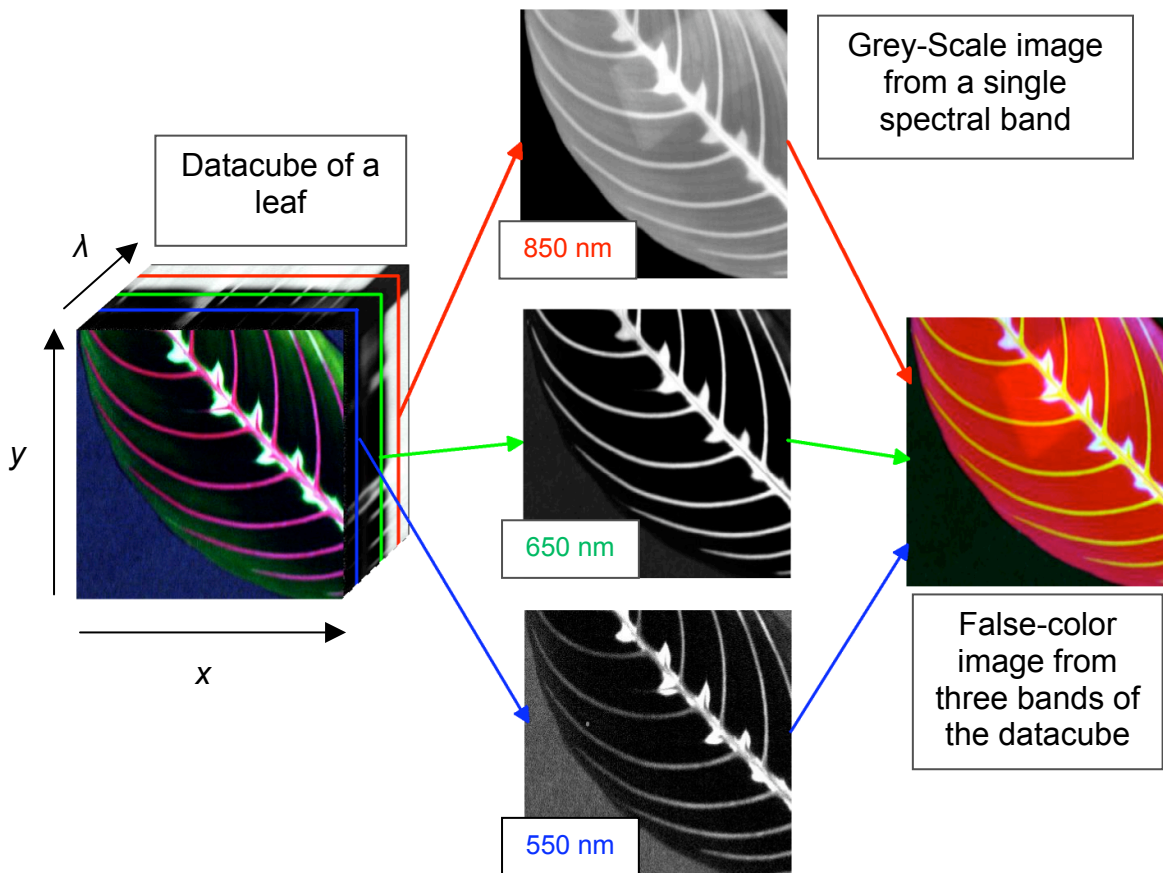 Datacube of a
leaf
λ
y
x
850 nm
650 nm
550 nm
Grey-Scale image
from a single
spectral band
False-color
image from
three bands of
the datacube